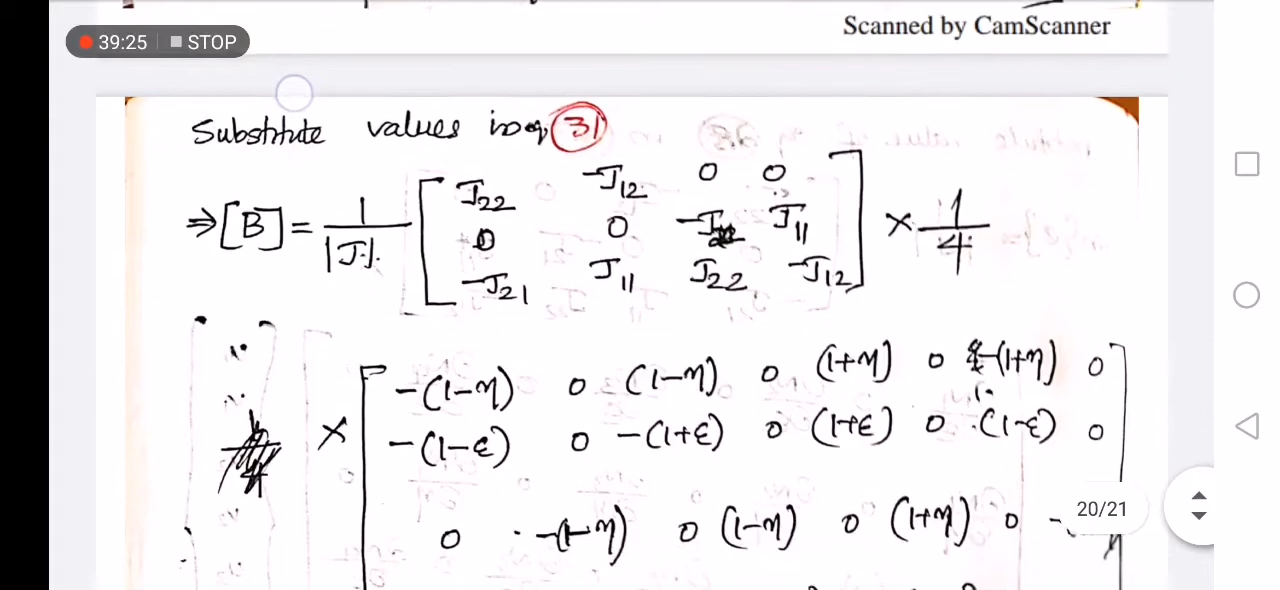 Scanned by CamScanner
39:25 STOP
Substitute values in eq (31)
⇒ [B] = 1/|J| [ J22 -J12 0 0
0 0 -J21 J11
-J21 J11 J22 -J12 ] × 1/4
× [ -(1-η) 0 (1-η) 0 (1+η) 0 -(1+η) 0
-(1-ε) 0 -(1+ε) 0 (1+ε) 0 (1-ε) 0
0 -(1-η) 0 (1-η) 0 (1+η) 0 -
20/21